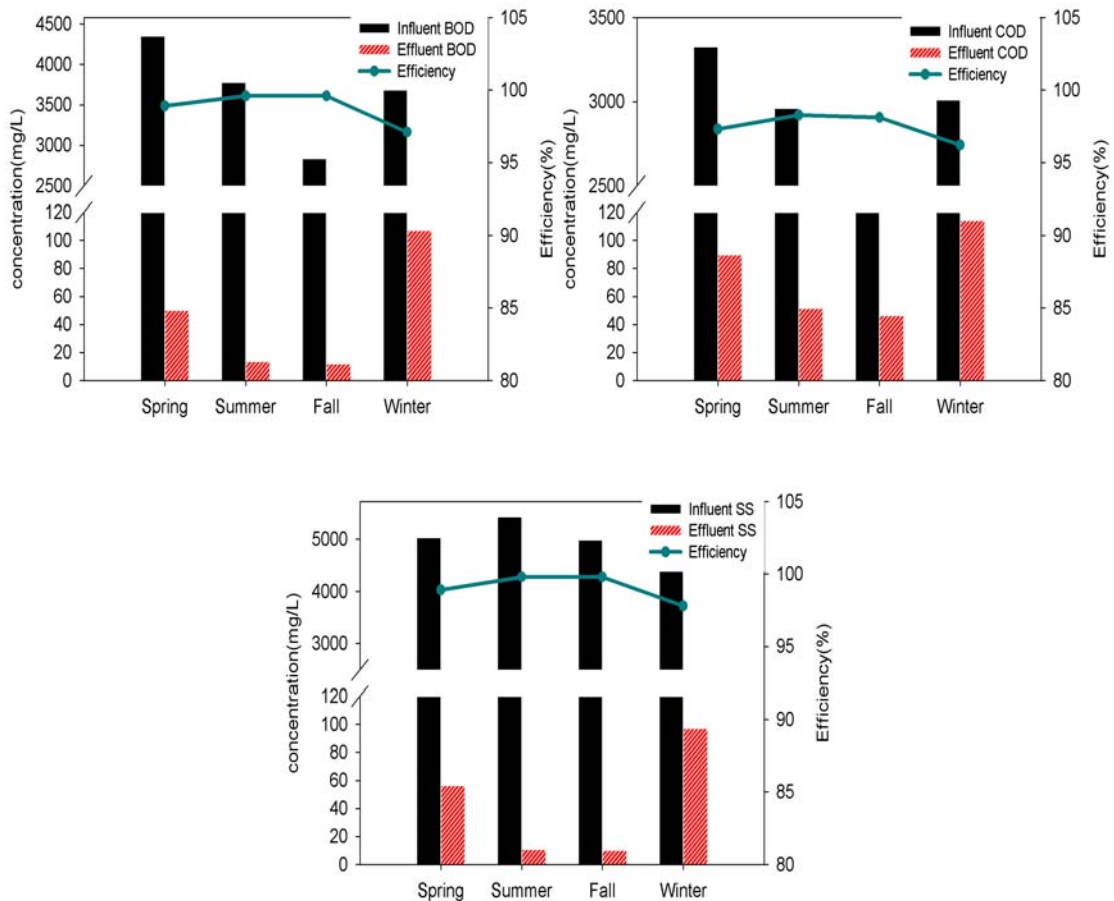 concentration(mg/L)
4500
4000
3500
3000
2500
120
100
80
60
40
20
0
Influent BOD
Effluent BOD
Efficiency
105
100
95
90
85
80
Efficiency(%)
Spring Summer Fall Winter
concentration(mg/L)
3500
3000
2500
120
100
80
60
40
20
0
Influent COD
Effluent COD
Efficiency
105
100
95
90
85
80
Efficiency(%)
Spring Summer Fall Winter
concentration(mg/L)
5000
4000
3000
120
100
80
60
40
20
0
Influent SS
Effluent SS
Efficiency
105
100
95
90
85
80
Efficiency(%)
Spring Summer Fall Winter